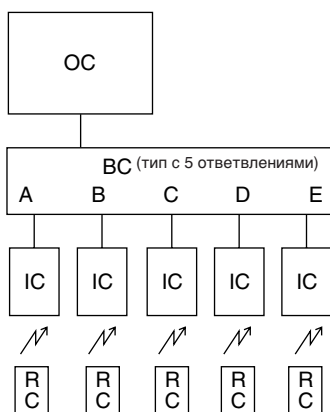 OC
BC (тип с 5 ответвлениями)
A B C D E
IC IC IC IC IC
R R R R R
C C C C C